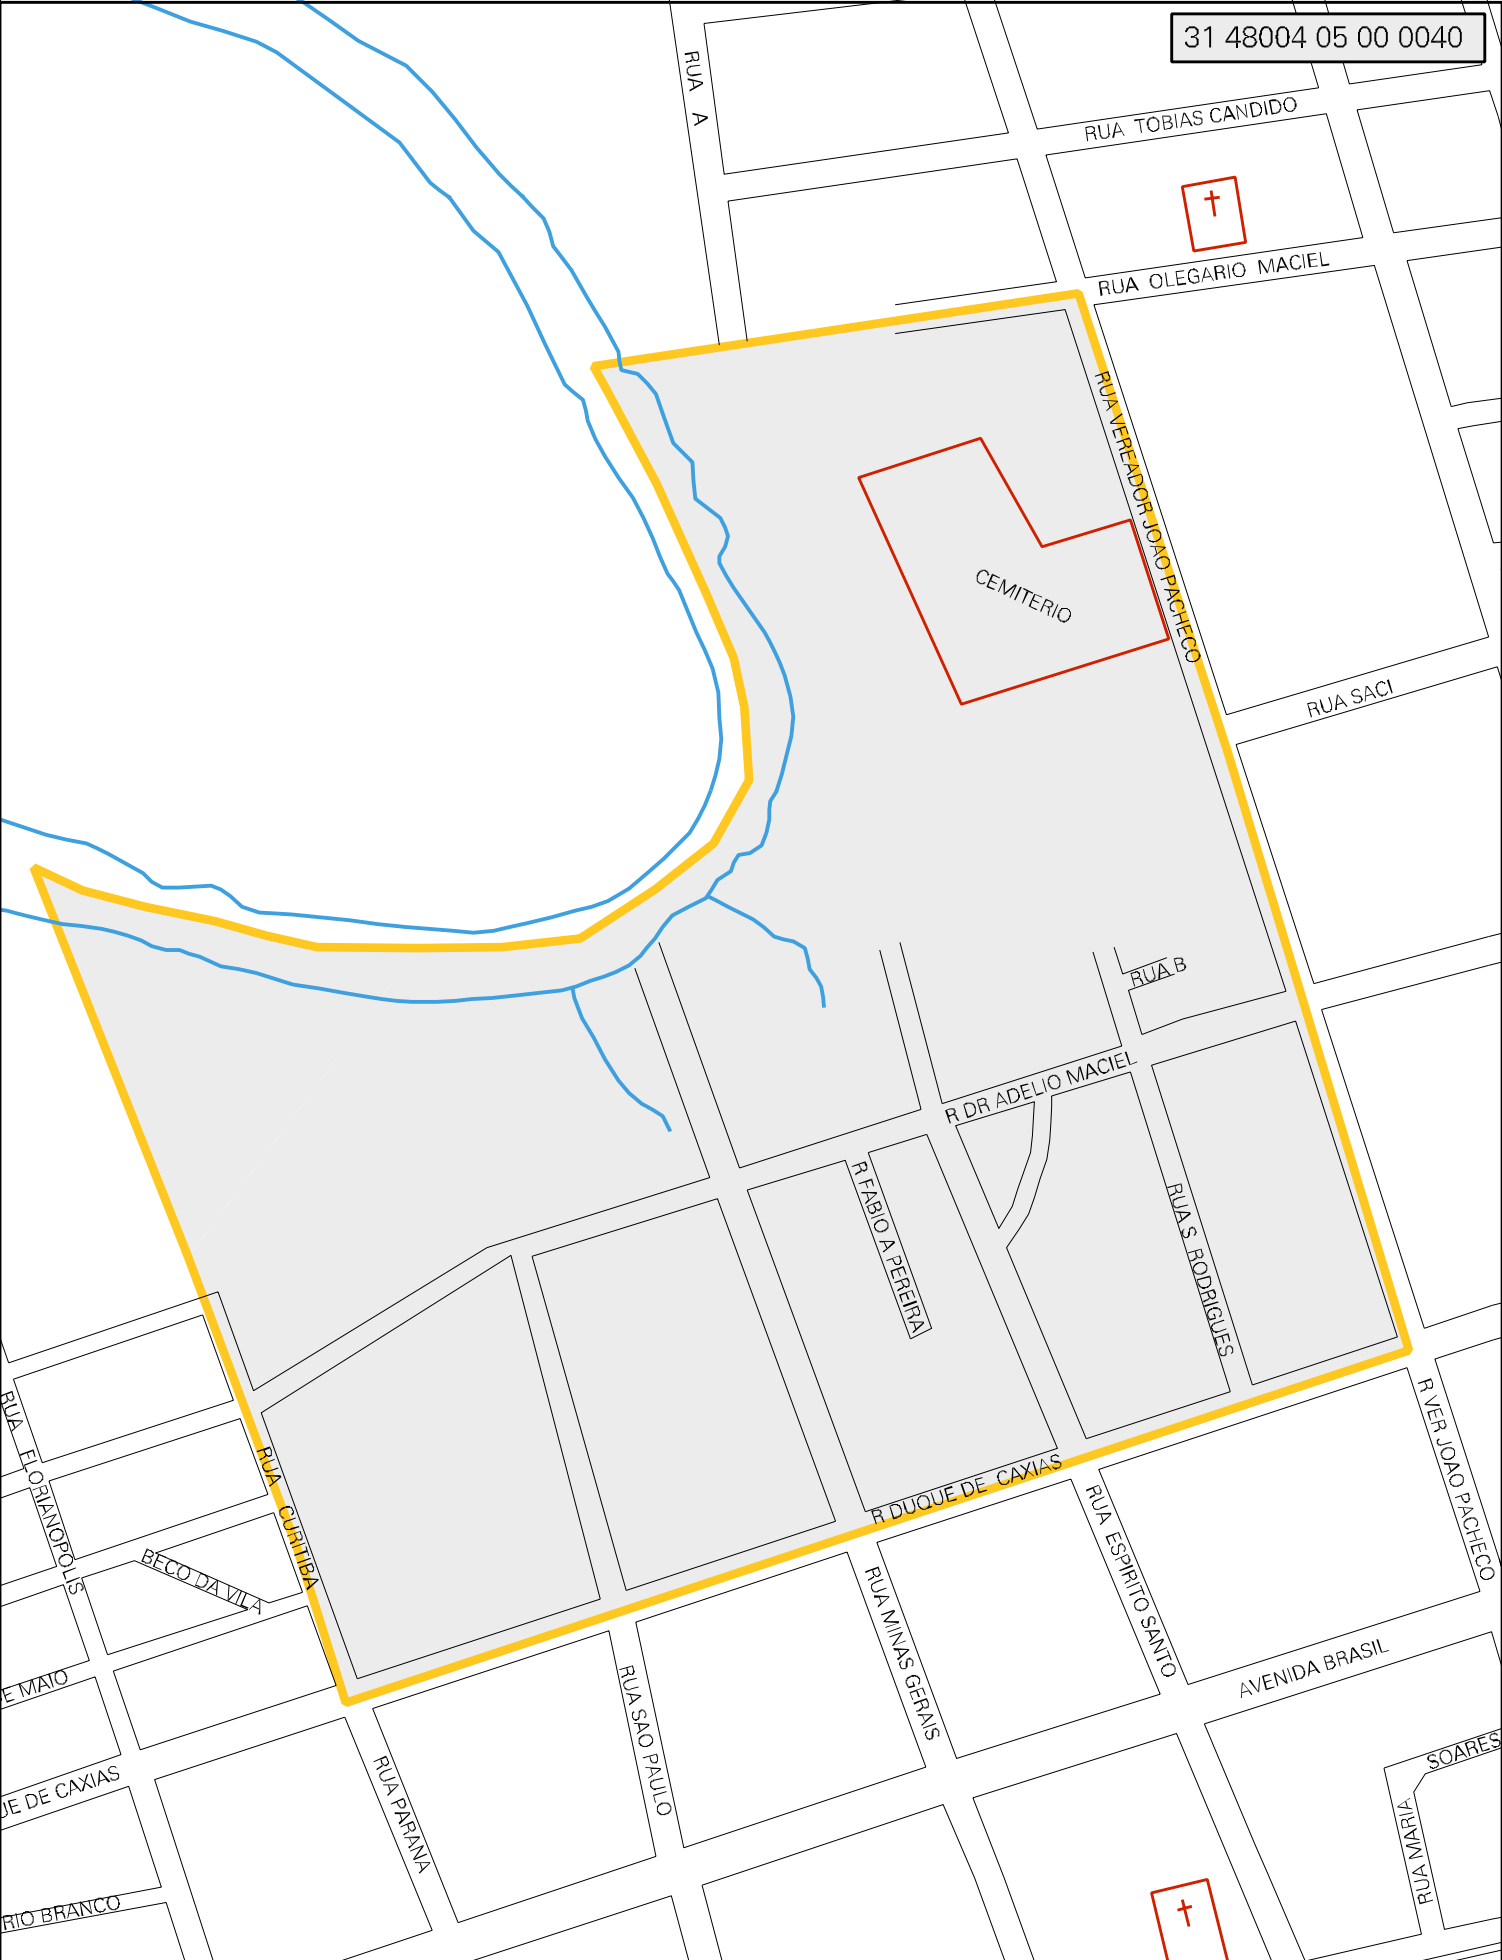 31 48004 05 00 0040
RUA A
RUA TOBIAS CANDIDO
RUA OLEGARIO MACIEL
RUA VEREADOR JOAO PACHECO
CEMITERIO
RUA SACI
RUA B
R DR ADELIO MACIEL
R FABIO A PEREIRA
RUA S RODRIGUES
RUA FLORIANOPOLIS
RUA CURITIBA
R DUQUE DE CAXIAS
R VER JOAO PACHECO
BECO DA VILA
RUA ESPIRITO SANTO
RUA MINAS GERAIS
E MAIO
RUA SAO PAULO
AVENIDA BRASIL
UE DE CAXIAS
RUA PARANA
SOARES
RUA MARIA
RIO BRANCO